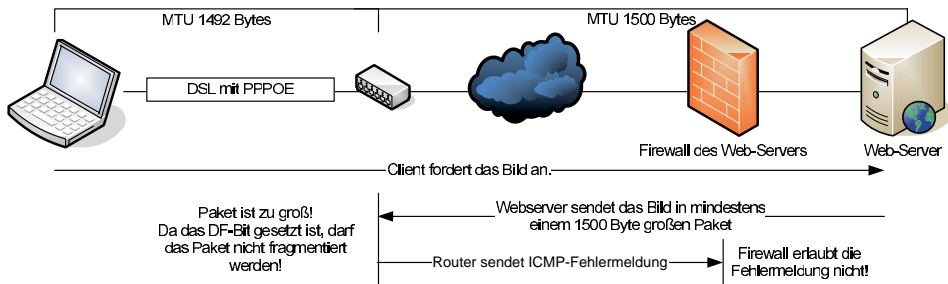 MTU 1492 Bytes
MTU 1500 Bytes
DSL mit PPPOE
Firewall des Web-Servers
Web-Server
Client fordert das Bild an.
Paket ist zu groß!
Da das DF-Bit gesetzt ist, darf
das Paket nicht fragmentiert
werden!
Webserver sendet das Bild in mindestens
einem 1500 Byte großen Paket
Router sendet ICMP-Fehlermeldung
Firewall erlaubt die
Fehlermeldung nicht!